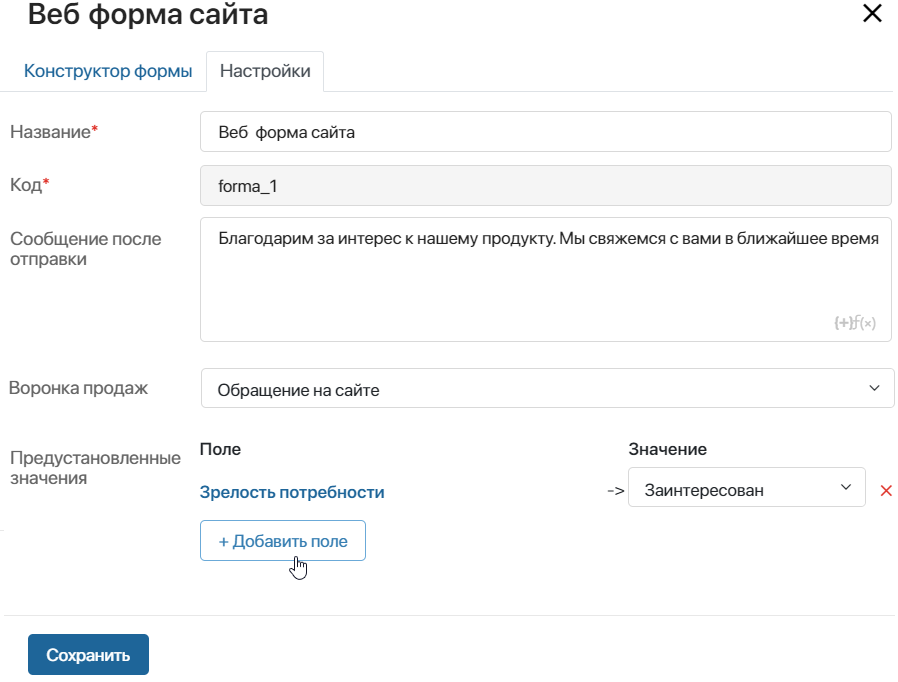 Веб форма сайта
Конструктор формы
Настройки
Название*
Веб  форма сайта
Код*
forma_1
Сообщение после
отправки
Благодарим за интерес к нашему продукту. Мы свяжемся с вами в ближайшее время
{+}ƒ(×)
Воронка продаж
Обращение на сайте
Предустановленные
значения
Поле
Значение
Зрелость потребности
->
Заинтересован
+ Добавить поле
Сохранить